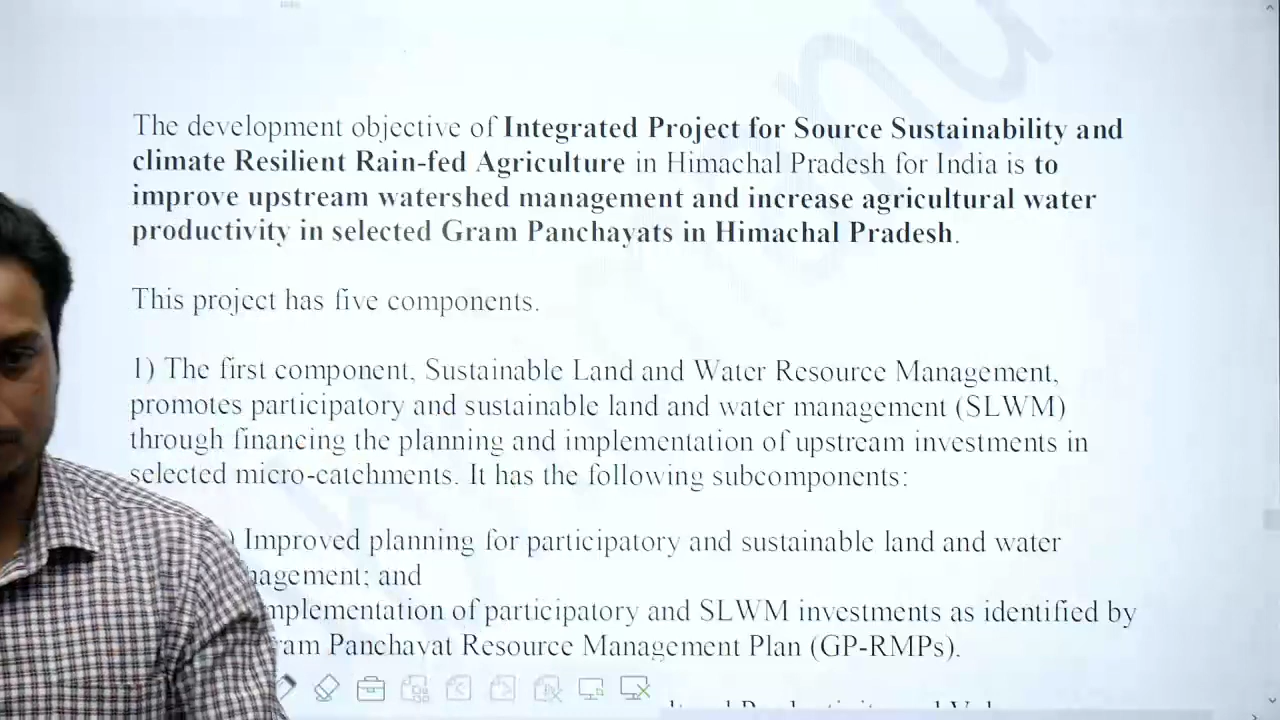 The development objective of Integrated Project for Source Sustainability and
climate Resilient Rain-fed Agriculture in Himachal Pradesh for India is to
improve upstream watershed management and increase agricultural water
productivity in selected Gram Panchayats in Himachal Pradesh.
This project has five components.
1) The first component, Sustainable Land and Water Resource Management,
promotes participatory and sustainable land and water management (SLWM)
through financing the planning and implementation of upstream investments in
selected micro-catchments. It has the following subcomponents:
) Improved planning for participatory and sustainable land and water
nagement; and
mplementation of participatory and SLWM investments as identified by
ram Panchayat Resource Management Plan (GP-RMPs).